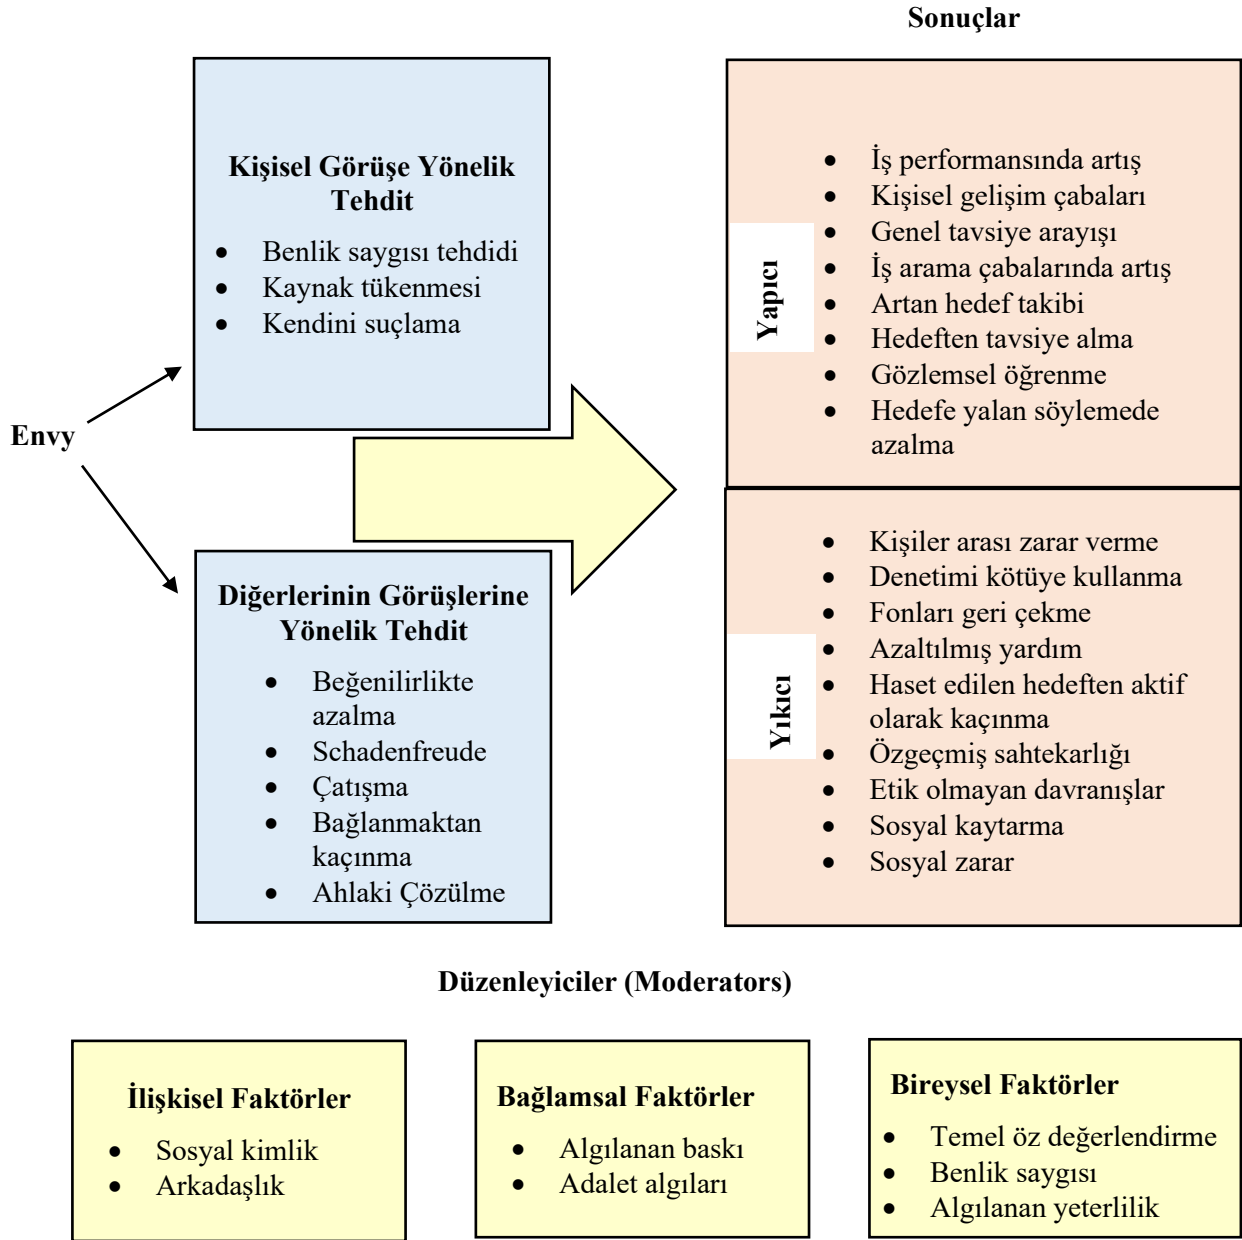 Sonuçlar
Kişisel Görüşe Yönelik
Tehdit
• Benlik saygısı tehdidi
• Kaynak tükenmesi
• Kendini suçlama
Envy
Diğerlerinin Görüşlerine
Yönelik Tehdit
• Beğenilirlikte
azalma
• Schadenfreude
• Çatışma
• Bağlanmaktan
kaçınma
• Ahlaki Çözülme
Yapıcı
• İş performansında artış
• Kişisel gelişim çabaları
• Genel tavsiye arayışı
• İş arama çabalarında artış
• Artan hedef takibi
• Hedeften tavsiye alma
• Gözlemsel öğrenme
• Hedefe yalan söylemede
azalma
Yıkıcı
• Kişiler arası zarar verme
• Denetimi kötüye kullanma
• Fonları geri çekme
• Azaltılmış yardım
• Haset edilen hedeften aktif
olarak kaçınma
• Özgeçmiş sahtekarlığı
• Etik olmayan davranışlar
• Sosyal kaytarma
• Sosyal zarar
Düzenleyiciler (Moderators)
İlişkisel Faktörler
• Sosyal kimlik
• Arkadaşlık
Bağlamsal Faktörler
• Algılanan baskı
• Adalet algıları
Bireysel Faktörler
• Temel öz değerlendirme
• Benlik saygısı
• Algılanan yeterlilik